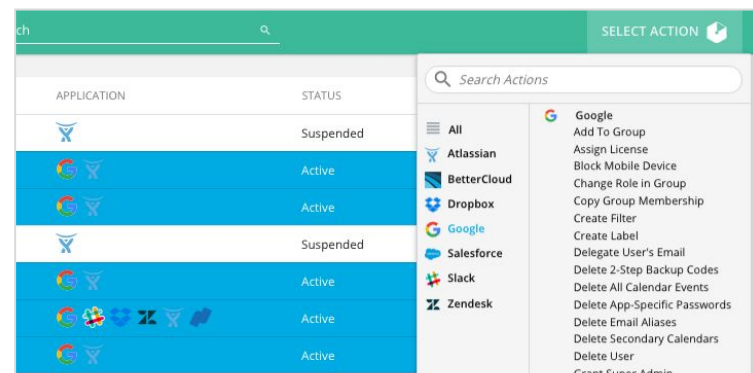 ch
SELECT ACTION
Search Actions
APPLICATION STATUS
Suspended
Active
Active
Suspended
Active
Active
Active
All
Atlassian
BetterCloud
Dropbox
Google
Salesforce
Slack
Zendesk
Google
Add To Group
Assign License
Block Mobile Device
Change Role in Group
Copy Group Membership
Create Filter
Create Label
Delegate User's Email
Delete 2-Step Backup Codes
Delete All Calendar Events
Delete App-Specific Passwords
Delete Email Aliases
Delete Secondary Calendars
Delete User
Grant Super Admin